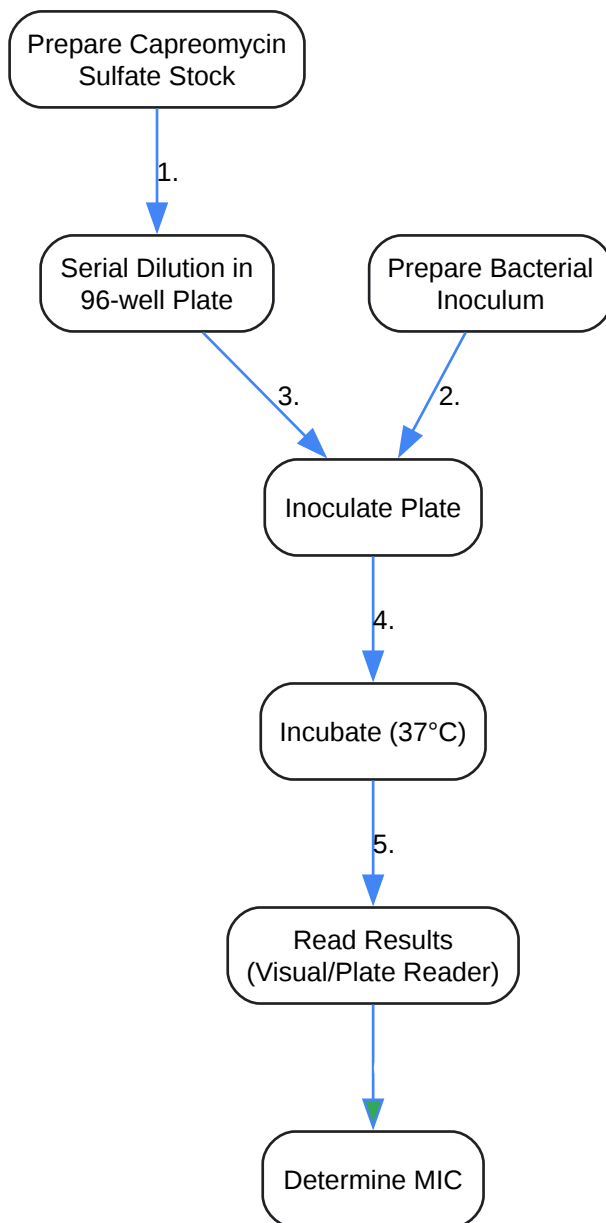 Prepare Capreomycin
Sulfate Stock
1.
Serial Dilution in
96-well Plate
Prepare Bacterial
Inoculum
3.
2.
Inoculate Plate
4.
Incubate (37°C)
5.
Read Results
(Visual/Plate Reader)
Determine MIC